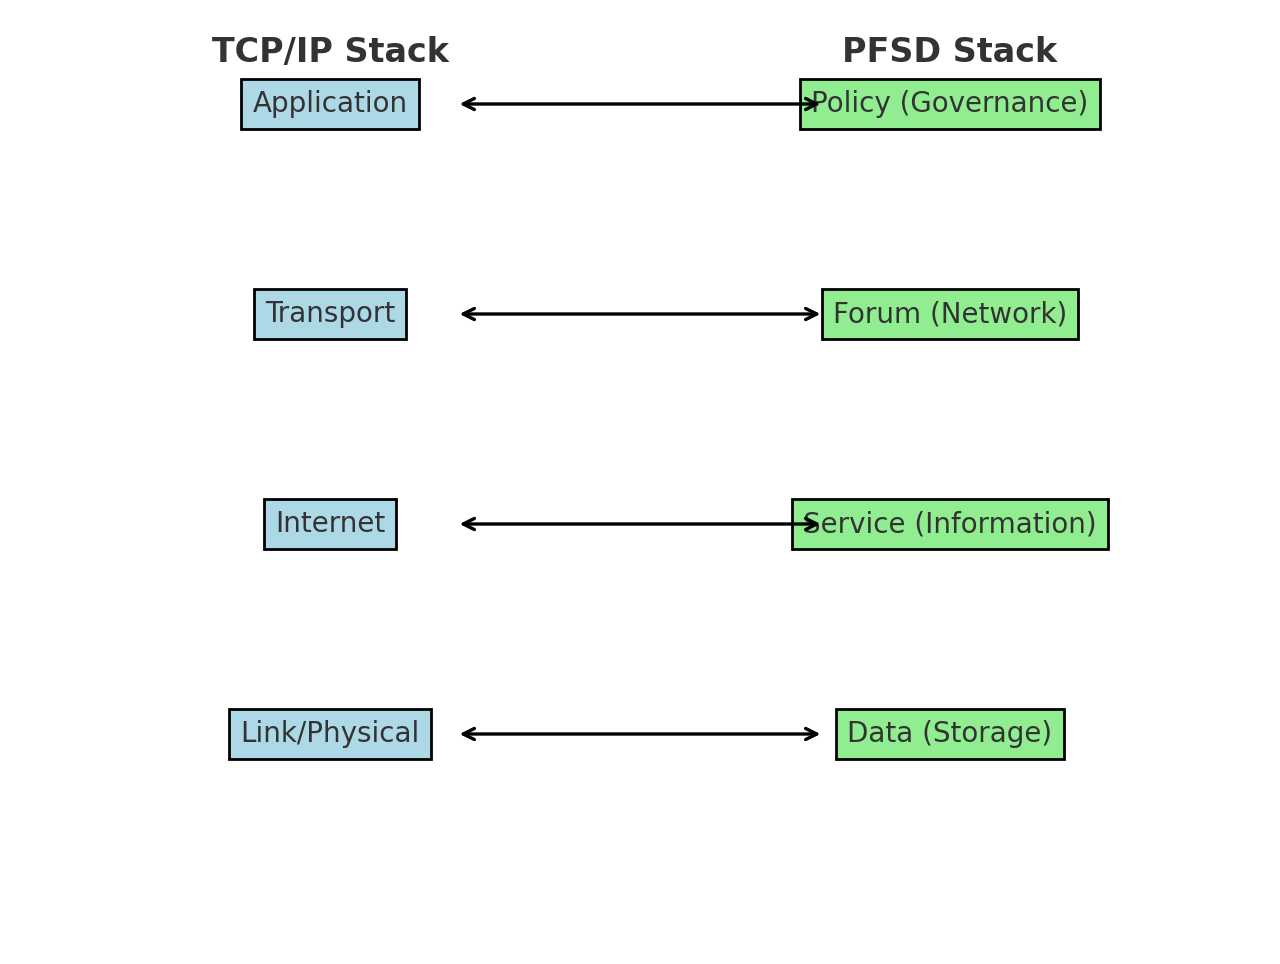 TCP/IP Stack
PFSD Stack
Application
Policy (Governance)
Transport
Forum (Network)
Internet
Service (Information)
Link/Physical
Data (Storage)